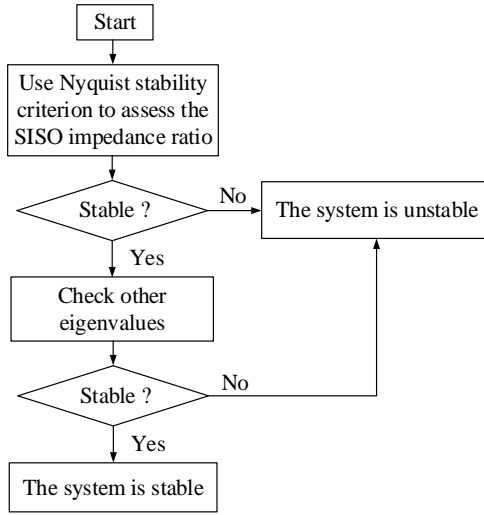 Start
Use Nyquist stability
criterion to assess the
SISO impedance ratio
Stable ?
No
The system is unstable
Yes
Check other
eigenvalues
Stable ?
No
Yes
The system is stable